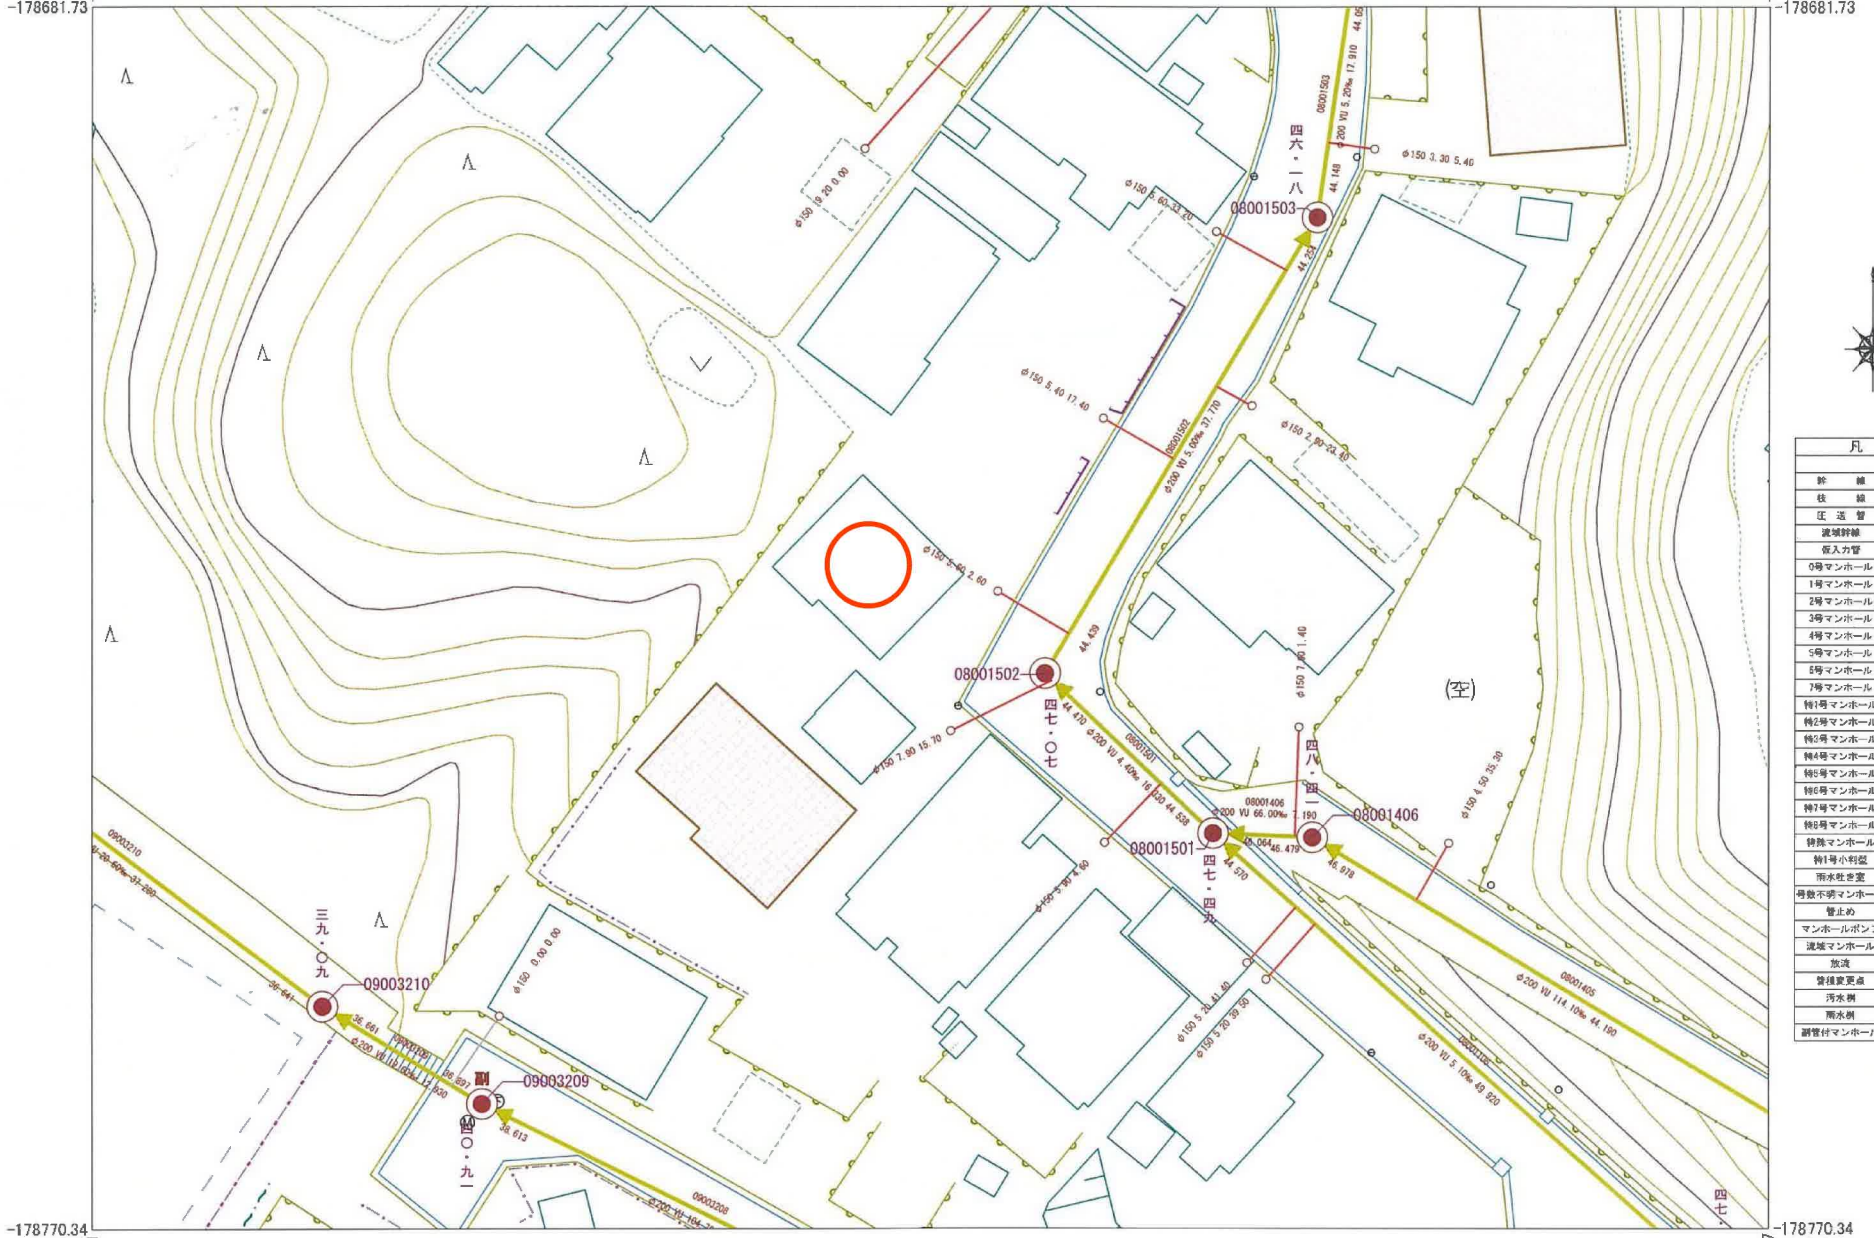 -178681.73
-178681.73
44.05
φ200 VU 5.20‰ 17.910
08001503
四六・一八
44.148
φ150 3.30 5.40
φ150 9.20 0.00
φ150 5.60-33.20
08001503
44.254
φ150 5.40 17.40
08001502
φ200 VU 5.00‰ 37.770
φ150 2.90-23.40
凡
幹線
枝線
圧送管
流域幹線
仮入力管
0号マンホール
1号マンホール
2号マンホール
3号マンホール
4号マンホール
5号マンホール
6号マンホール
7号マンホール
特1号マンホール
特2号マンホール
特3号マンホール
特4号マンホール
特5号マンホール
特6号マンホール
特7号マンホール
特8号マンホール
特殊マンホール
特1号小判型
雨水吐き室
号数不明マンホー
管止め
マンホールポンプ
流域マンホール
放流
管種変更点
汚水桝
雨水桝
副管付マンホール
φ150 5.60 2.60
44.439
08001502
四七・〇七
44.470
φ200 VU 4.40‰ 16.330
44.538
08001501
φ150 7.90 15.70
φ150 7.80 1.40
(空)
四八・四一
08001406
φ200 VU 66.00‰ 7.190
08001406
46.064
46.479
46.978
φ150 4.50 35.30
08001501
四七・四九
44.570
φ150 5.90 4.60
09003210
VU 20.60‰ 37.280
三九・〇九
09003210
36.641
36.661
φ150 0.00 0.00
36.897
09003209
四〇・九一
38.613
09003208
φ150 5.20 41.40
φ150 5.20 39.50
08001405
φ200 VU 114.10‰ 44.190
φ200 VU 5.10‰ 49.920
四七・
-178770.34
-178770.34